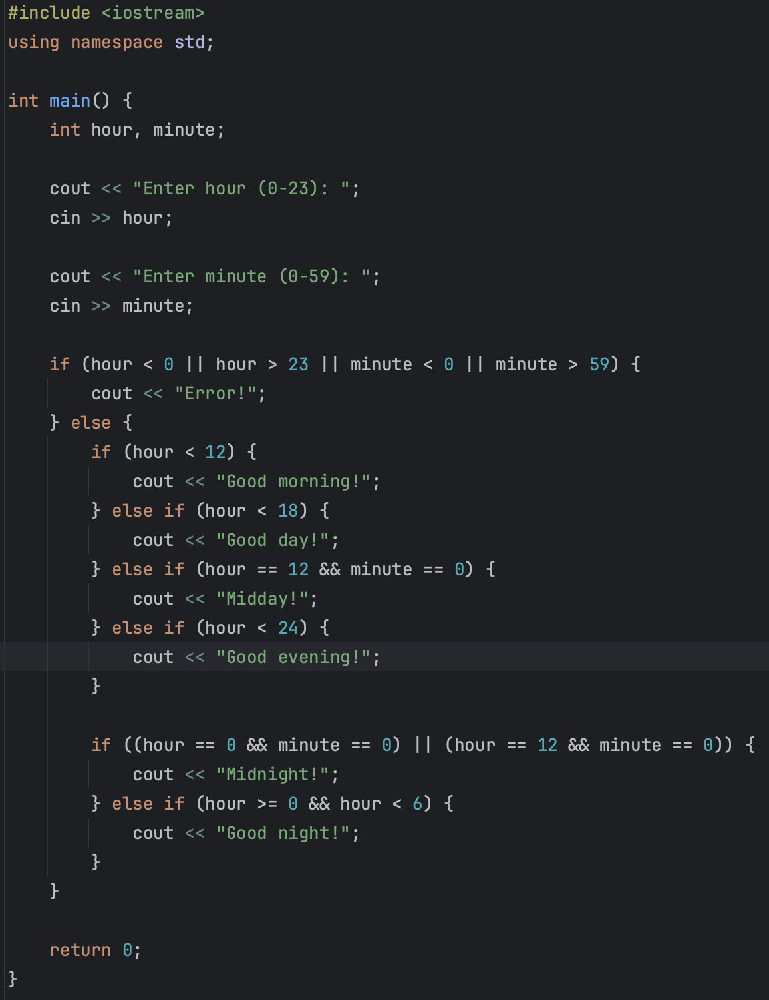 #include <iostream>
using namespace std;
int main() {
    int hour, minute;
    cout << "Enter hour (0-23): ";
    cin >> hour;
    cout << "Enter minute (0-59): ";
    cin >> minute;
    if (hour < 0 || hour > 23 || minute < 0 || minute > 59) {
        cout << "Error!";
    } else {
        if (hour < 12) {
            cout << "Good morning!";
        } else if (hour < 18) {
            cout << "Good day!";
        } else if (hour == 12 && minute == 0) {
            cout << "Midday!";
        } else if (hour < 24) {
            cout << "Good evening!";
        }
        if ((hour == 0 && minute == 0) || (hour == 12 && minute == 0)) {
            cout << "Midnight!";
        } else if (hour >= 0 && hour < 6) {
            cout << "Good night!";
        }
    }
    return 0;
}